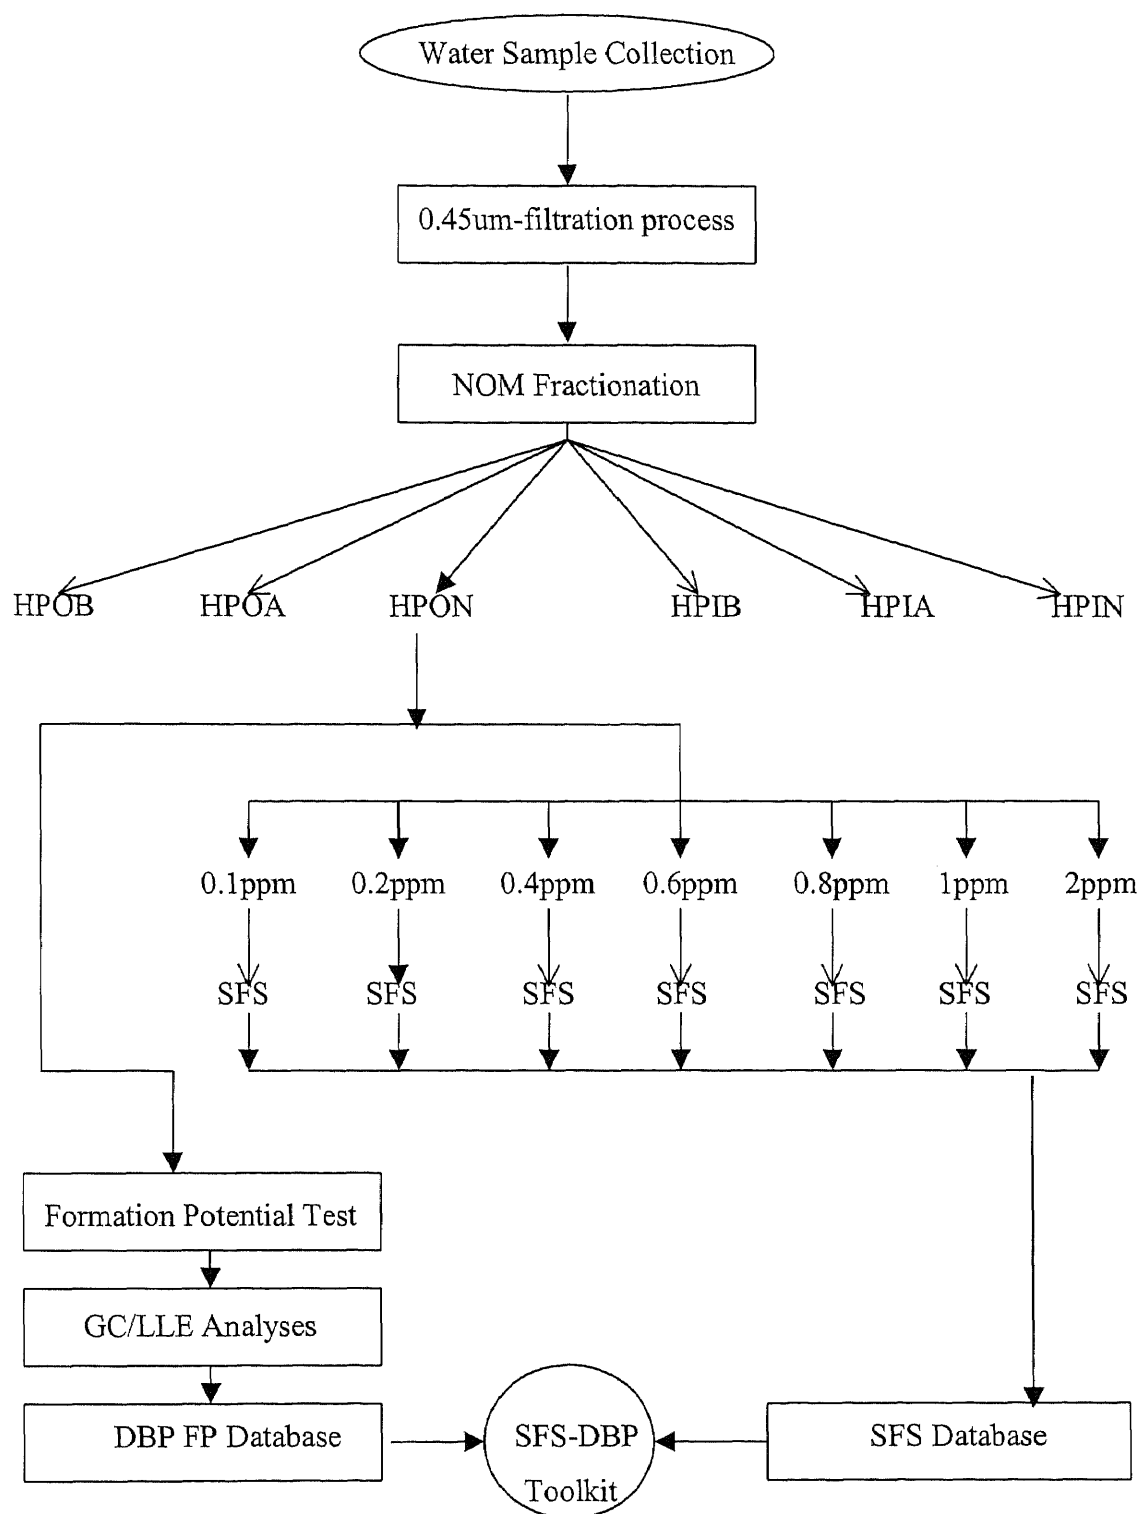 Water Sample Collection
0.45um-filtration process
NOM Fractionation
HPOB HPOA HPON HPIB HPIA HPIN
0.1ppm 0.2ppm 0.4ppm 0.6ppm 0.8ppm 1ppm 2ppm
SFS SFS SFS SFS SFS SFS SFS
Formation Potential Test
GC/LLE Analyses
DBP FP Database
SFS-DBP
Toolkit
SFS Database